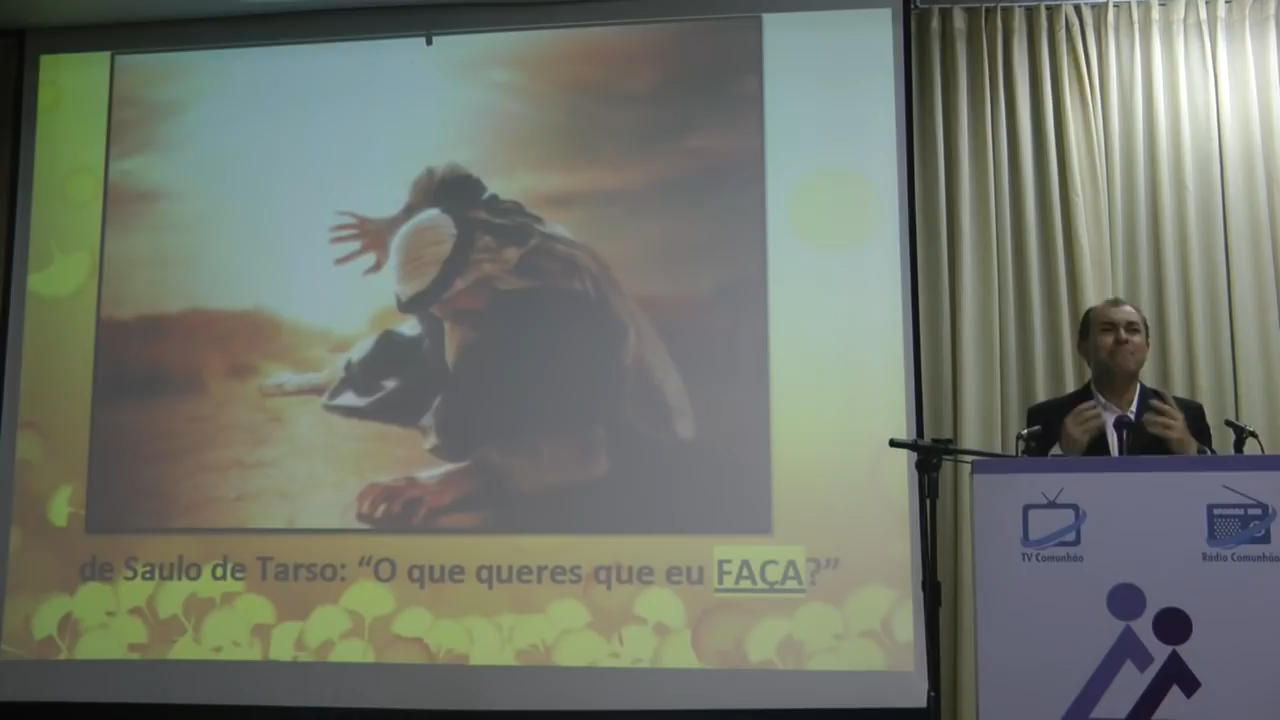 de Saulo de Tarso: “O que queres que eu FAÇA?”
TV Comunhão
Rádio Comunhão